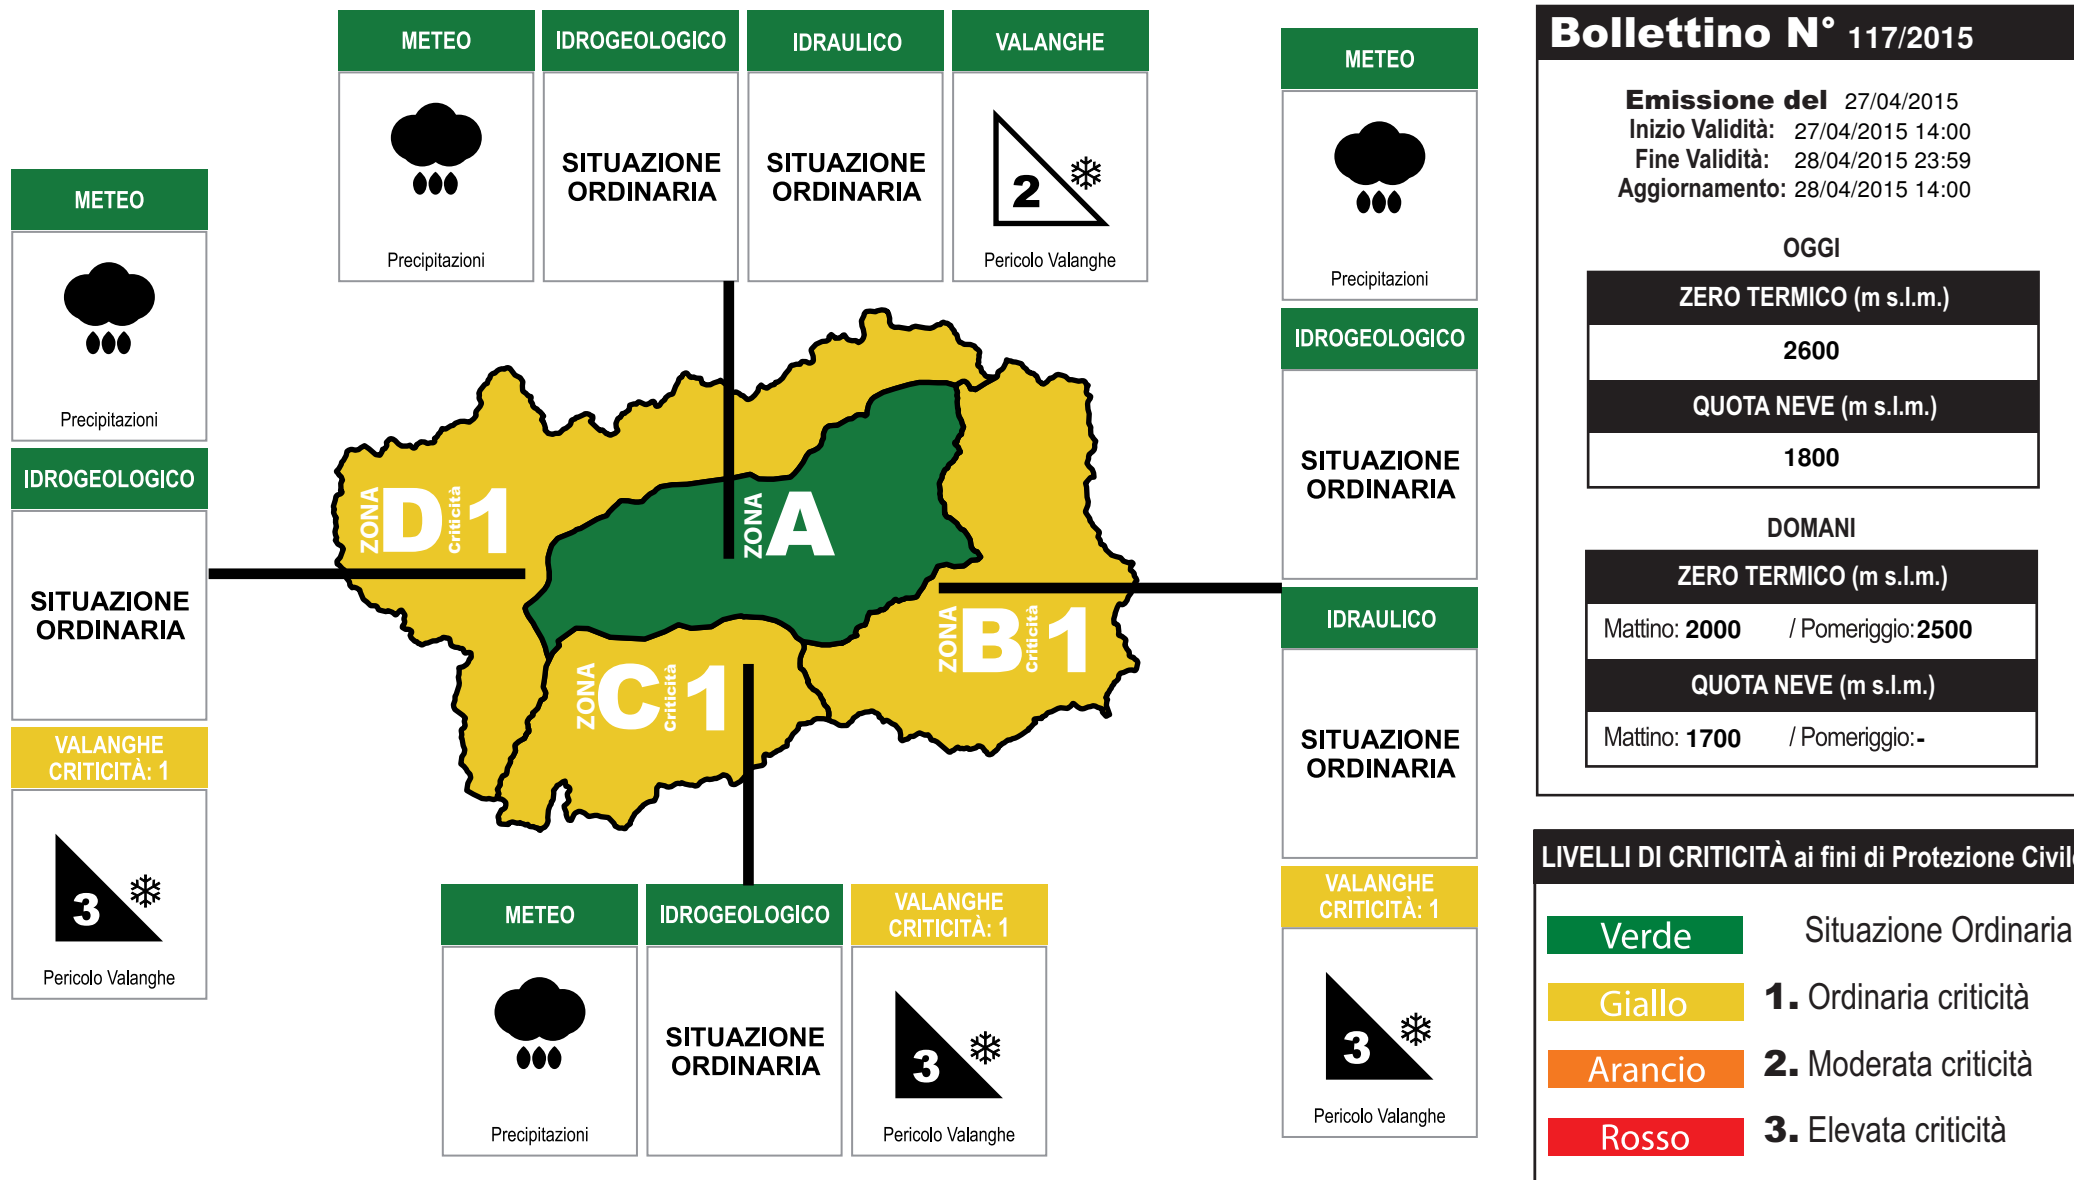 METEO
Precipitazioni
IDROGEOLOGICO
SITUAZIONE
ORDINARIA
VALANGHE
CRITICITÀ: 1
3
Pericolo Valanghe
METEO
Precipitazioni
IDROGEOLOGICO
SITUAZIONE
ORDINARIA
IDRAULICO
SITUAZIONE
ORDINARIA
VALANGHE
2
Pericolo Valanghe
ZONA D Criticità 1
ZONA A
ZONA C Criticità 1
ZONA B Criticità 1
METEO
Precipitazioni
IDROGEOLOGICO
SITUAZIONE
ORDINARIA
VALANGHE
CRITICITÀ: 1
3
Pericolo Valanghe
METEO
Precipitazioni
IDROGEOLOGICO
SITUAZIONE
ORDINARIA
IDRAULICO
SITUAZIONE
ORDINARIA
VALANGHE
CRITICITÀ: 1
3
Pericolo Valanghe
Bollettino N° 117/2015
Emissione del 27/04/2015
Inizio Validità: 27/04/2015 14:00
Fine Validità: 28/04/2015 23:59
Aggiornamento: 28/04/2015 14:00
OGGI
ZERO TERMICO (m s.l.m.)
2600
QUOTA NEVE (m s.l.m.)
1800
DOMANI
ZERO TERMICO (m s.l.m.)
Mattino: 2000 / Pomeriggio: 2500
QUOTA NEVE (m s.l.m.)
Mattino: 1700 / Pomeriggio: -
LIVELLI DI CRITICITÀ ai fini di Protezione Civile
Verde Situazione Ordinaria
Giallo 1. Ordinaria criticità
Arancio 2. Moderata criticità
Rosso 3. Elevata criticità